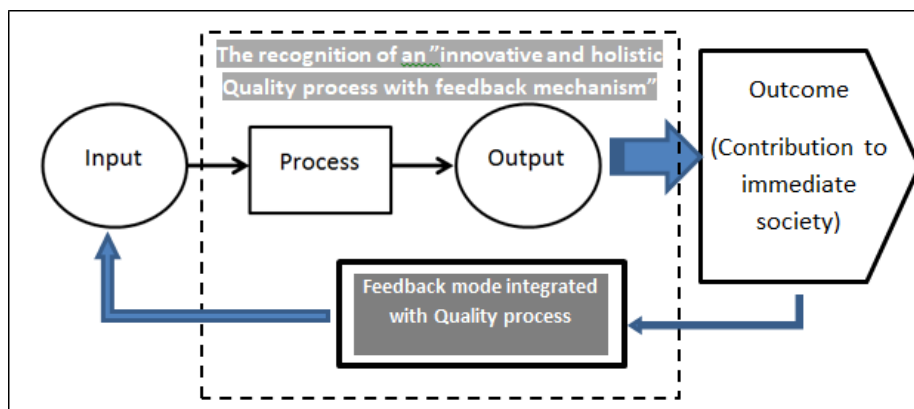 The recognition of an"innovative and holistic
Quality process with feedback mechanism"
Input
Process
Output
Outcome
(Contribution to
immediate
society)
Feedback mode integrated
with Quality process